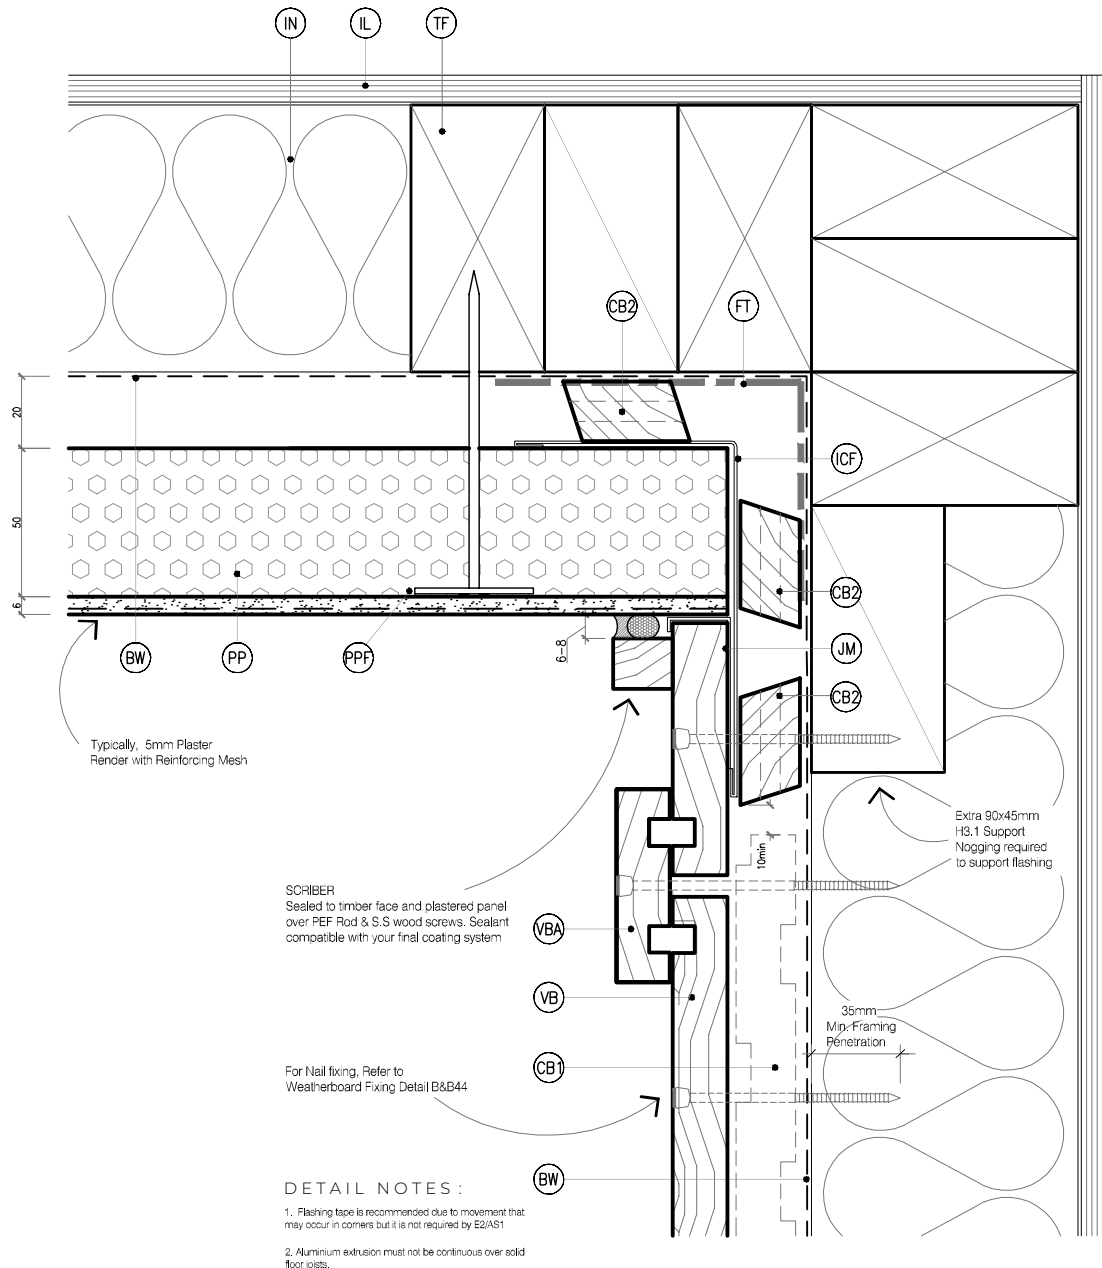 IN
IL
TF
CB2
FT
20
ICF
50
CB2
6
6-8
BW
PP
PPF
JM
CB2
Typically, 5mm Plaster
Render with Reinforcing Mesh
Extra 90x45mm
H3.1 Support
Nogging required
to support flashing
10min
SCRIBER
Sealed to timber face and plastered panel
over PEF Rod & S.S wood screws. Sealant
compatible with your final coating system
VBA
VB
35mm
Min. Framing
Penetration
CB1
For Nail fixing, Refer to
Weatherboard Fixing Detail B&B44
BW
DETAIL NOTES:
1. Flashing tape is recommended due to movement that
may occur in corners but it is not required by E2/AS1
2. Aluminium extrusion must not be continuous over solid
floor joists.